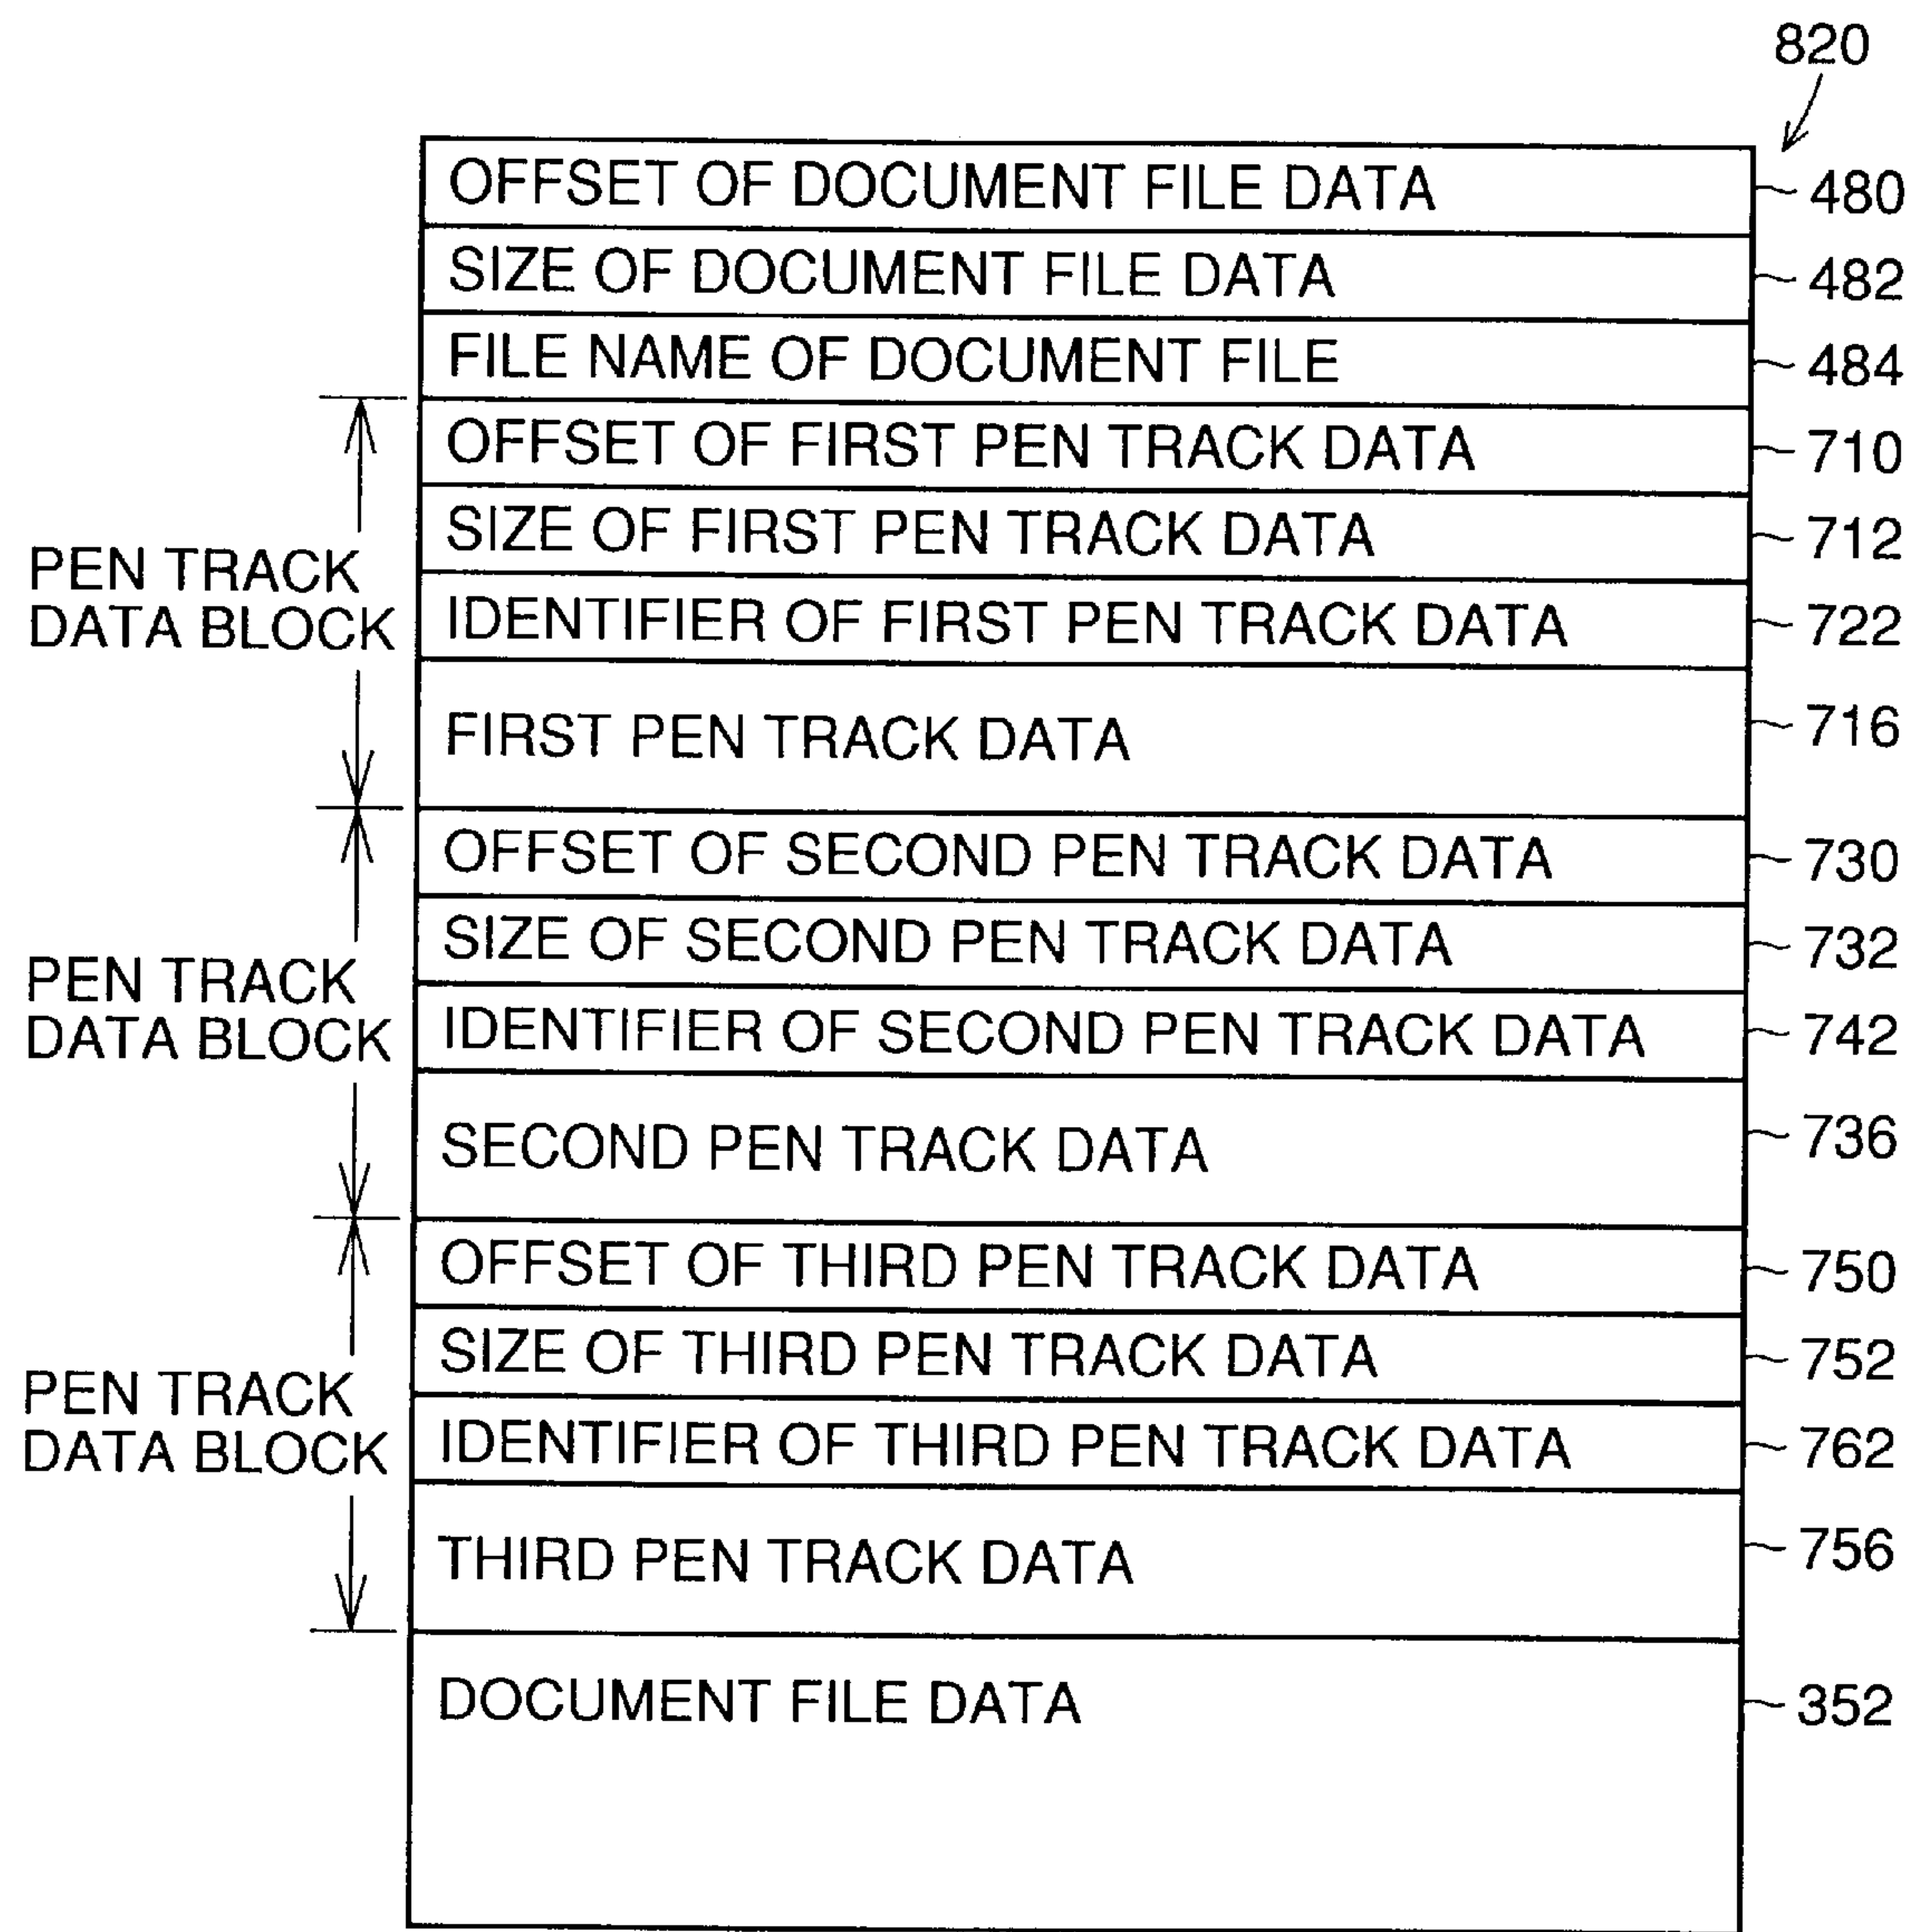 820
OFFSET OF DOCUMENT FILE DATA 480
SIZE OF DOCUMENT FILE DATA 482
FILE NAME OF DOCUMENT FILE 484
OFFSET OF FIRST PEN TRACK DATA 710
SIZE OF FIRST PEN TRACK DATA 712
PEN TRACK
DATA BLOCK
IDENTIFIER OF FIRST PEN TRACK DATA 722
FIRST PEN TRACK DATA 716
OFFSET OF SECOND PEN TRACK DATA 730
SIZE OF SECOND PEN TRACK DATA 732
PEN TRACK
DATA BLOCK
IDENTIFIER OF SECOND PEN TRACK DATA 742
SECOND PEN TRACK DATA 736
OFFSET OF THIRD PEN TRACK DATA 750
SIZE OF THIRD PEN TRACK DATA 752
PEN TRACK
DATA BLOCK
IDENTIFIER OF THIRD PEN TRACK DATA 762
THIRD PEN TRACK DATA 756
DOCUMENT FILE DATA 352